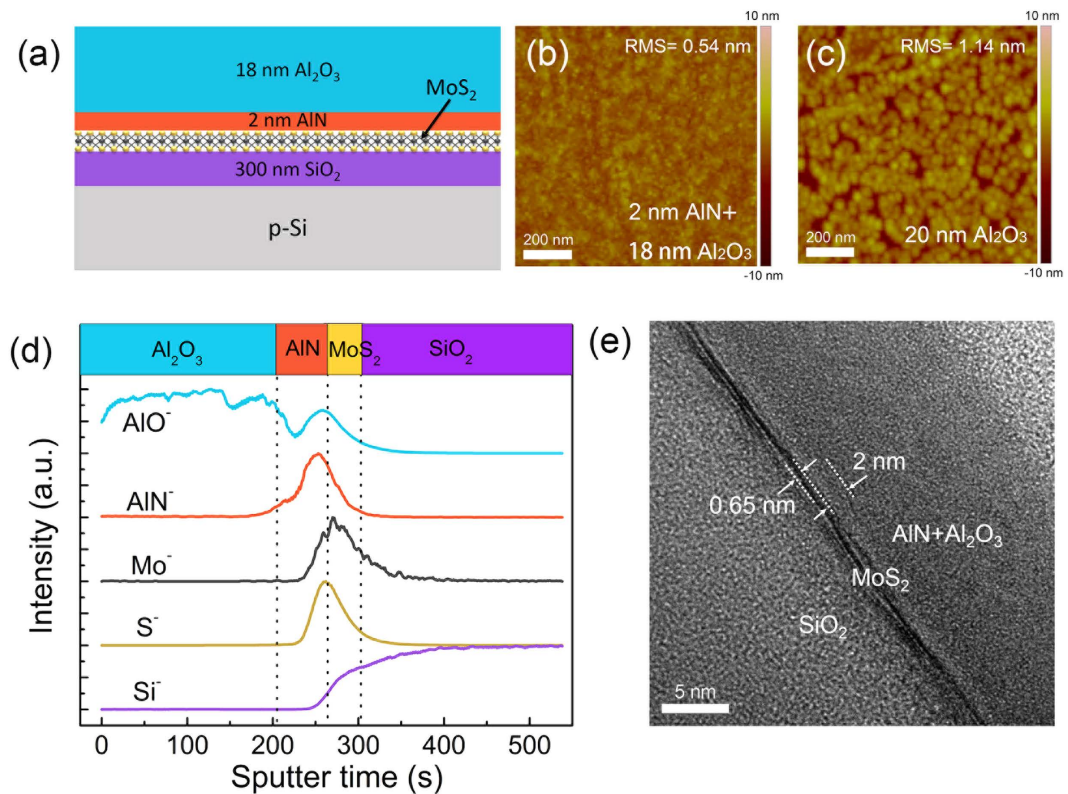 (a)
18 nm Al₂O₃
MoS₂
2 nm AlN
300 nm SiO₂
p-Si
(b)
RMS= 0.54 nm
2 nm AlN+
18 nm Al₂O₃
200 nm
10 nm
-10 nm
(c)
RMS= 1.14 nm
20 nm Al₂O₃
200 nm
10 nm
-10 nm
(d)
Al₂O₃ AlN MoS₂ SiO₂
AlO⁻
AlN⁻
Mo⁻
S⁻
Si⁻
Intensity (a.u.)
0 100 200 300 400 500
Sputter time (s)
(e)
2 nm
0.65 nm
AlN+Al₂O₃
MoS₂
SiO₂
5 nm